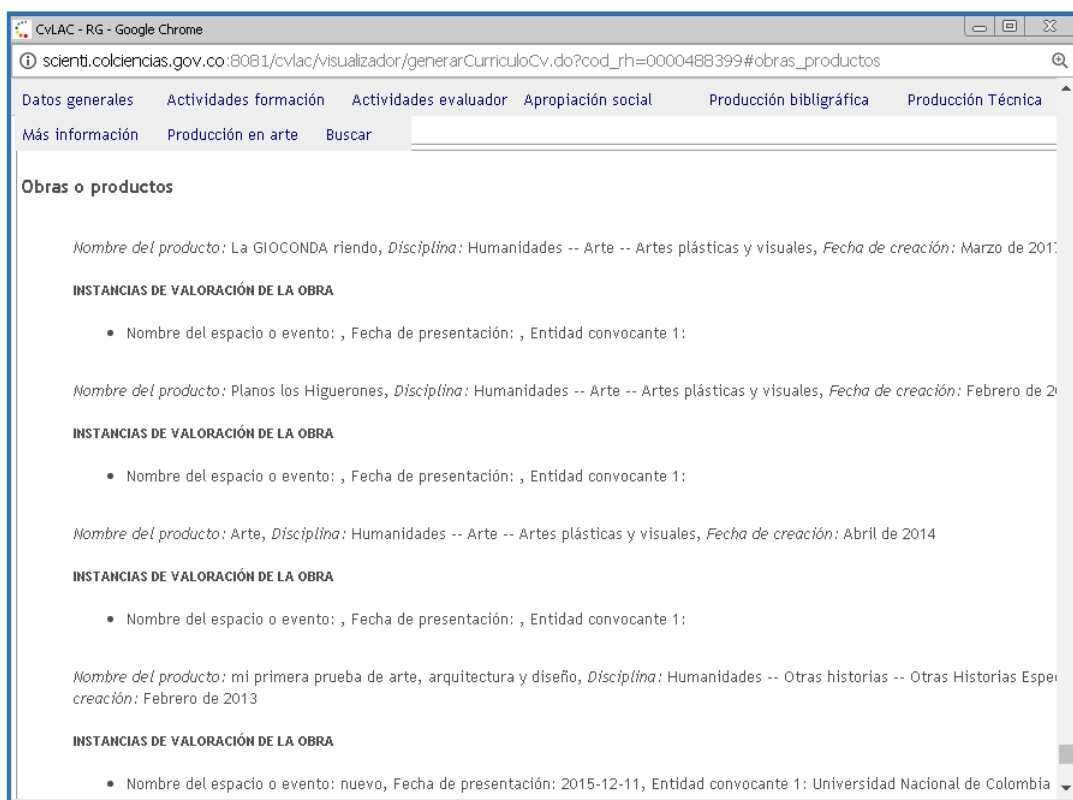 CvLAC - RG - Google Chrome
scienti.colciencias.gov.co:8081/cvlac/visualizador/generarCurriculoCv.do?cod_rh=0000488399#obras_productos
Datos generales Actividades formación Actividades evaluador Apropiación social Producción bibligráfica Producción Técnica
Más información Producción en arte Buscar
Obras o productos
Nombre del producto: La GIOCONDA riendo, Disciplina: Humanidades -- Arte -- Artes plásticas y visuales, Fecha de creación: Marzo de 2017
INSTANCIAS DE VALORACIÓN DE LA OBRA
• Nombre del espacio o evento: , Fecha de presentación: , Entidad convocante 1:
Nombre del producto: Planos los Higuerones, Disciplina: Humanidades -- Arte -- Artes plásticas y visuales, Fecha de creación: Febrero de
INSTANCIAS DE VALORACIÓN DE LA OBRA
• Nombre del espacio o evento: , Fecha de presentación: , Entidad convocante 1:
Nombre del producto: Arte, Disciplina: Humanidades -- Arte -- Artes plásticas y visuales, Fecha de creación: Abril de 2014
INSTANCIAS DE VALORACIÓN DE LA OBRA
• Nombre del espacio o evento: , Fecha de presentación: , Entidad convocante 1:
Nombre del producto: mi primera prueba de arte, arquitectura y diseño, Disciplina: Humanidades -- Otras historias -- Otras Historias Espe
creación: Febrero de 2013
INSTANCIAS DE VALORACIÓN DE LA OBRA
• Nombre del espacio o evento: nuevo, Fecha de presentación: 2015-12-11, Entidad convocante 1: Universidad Nacional de Colombia